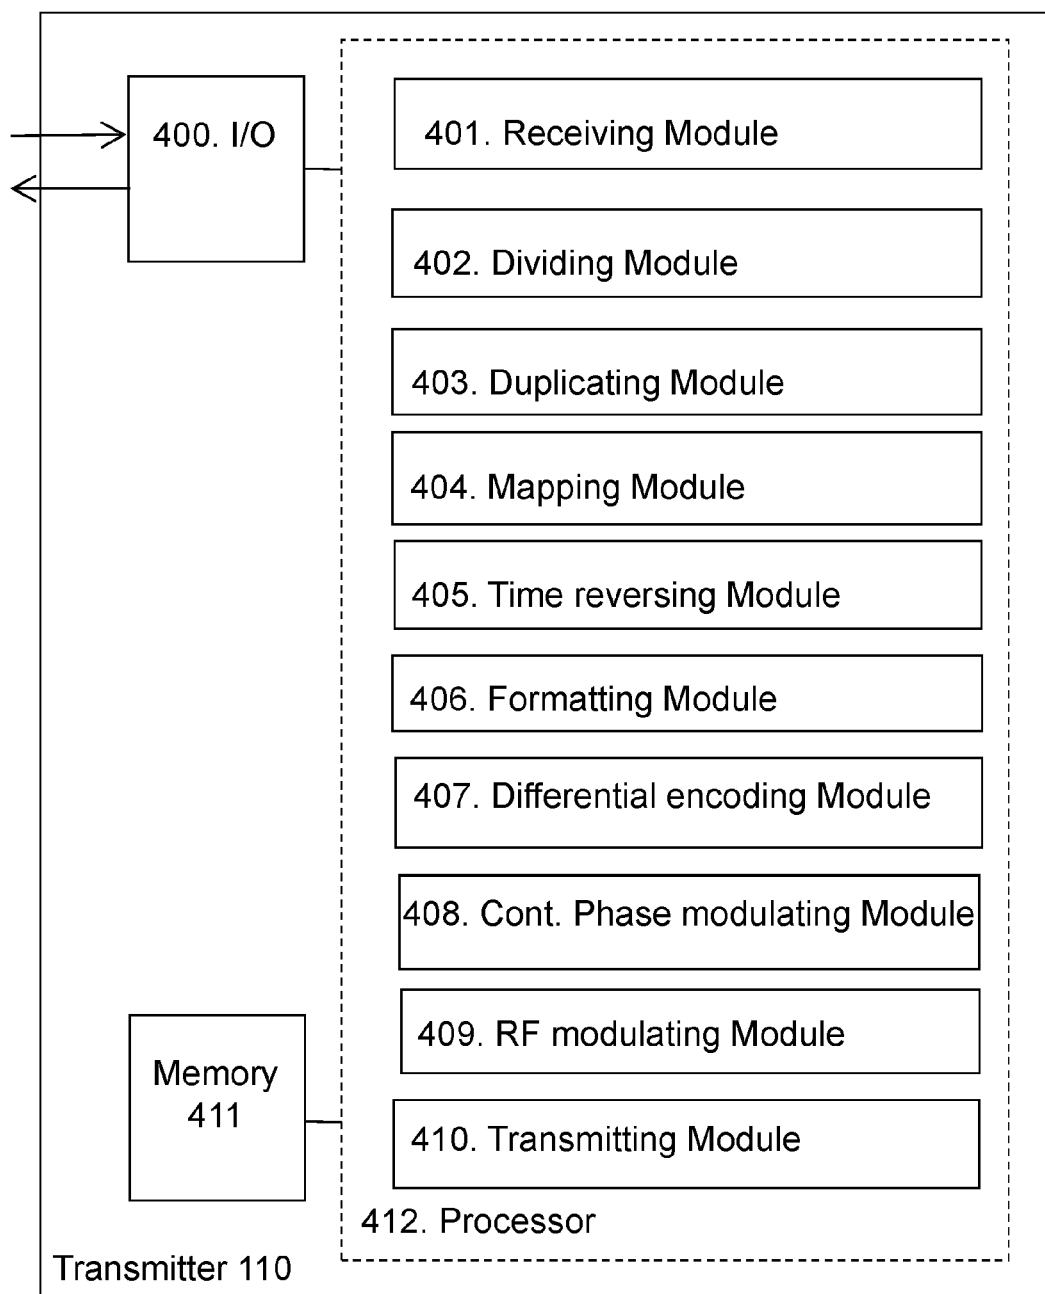 400. I/O
401. Receiving Module
402. Dividing Module
403. Duplicating Module
404. Mapping Module
405. Time reversing Module
406. Formatting Module
407. Differential encoding Module
408. Cont. Phase modulating Module
409. RF modulating Module
Memory
411
410. Transmitting Module
412. Processor
Transmitter 110